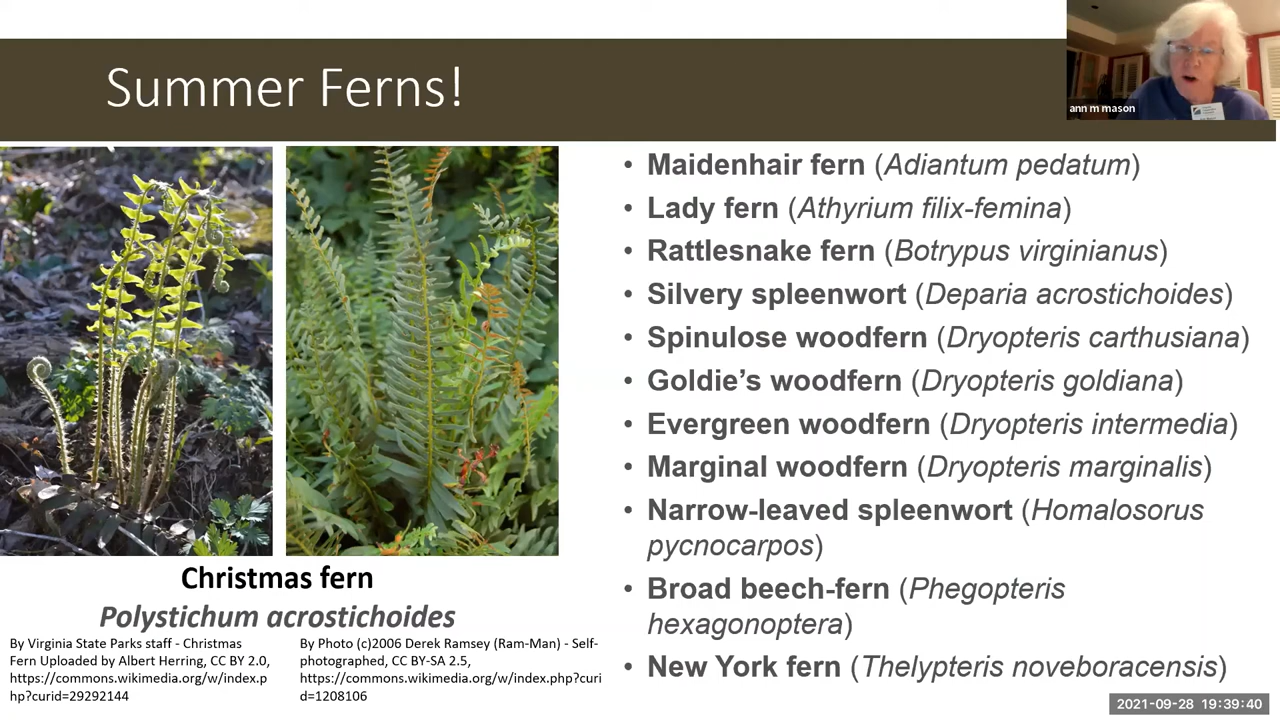 Summer Ferns!
ann m mason
• Maidenhair fern (Adiantum pedatum)
• Lady fern (Athyrium filix-femina)
• Rattlesnake fern (Botrypus virginianus)
• Silvery spleenwort (Deparia acrostichoides)
• Spinulose woodfern (Dryopteris carthusiana)
• Goldie's woodfern (Dryopteris goldiana)
• Evergreen woodfern (Dryopteris intermedia)
• Marginal woodfern (Dryopteris marginalis)
• Narrow-leaved spleenwort (Homalosorus
pycnocarpos)
• Broad beech-fern (Phegopteris
hexagonoptera)
• New York fern (Thelypteris noveboracensis)
Christmas fern
Polystichum acrostichoides
By Virginia State Parks staff - Christmas
Fern Uploaded by Albert Herring, CC BY 2.0,
https://commons.wikimedia.org/w/index.p
hp?curid=29292144
By Photo (c)2006 Derek Ramsey (Ram-Man) - Self-
photographed, CC BY-SA 2.5,
https://commons.wikimedia.org/w/index.php?curi
d=1208106
2021-09-28 19:39:40